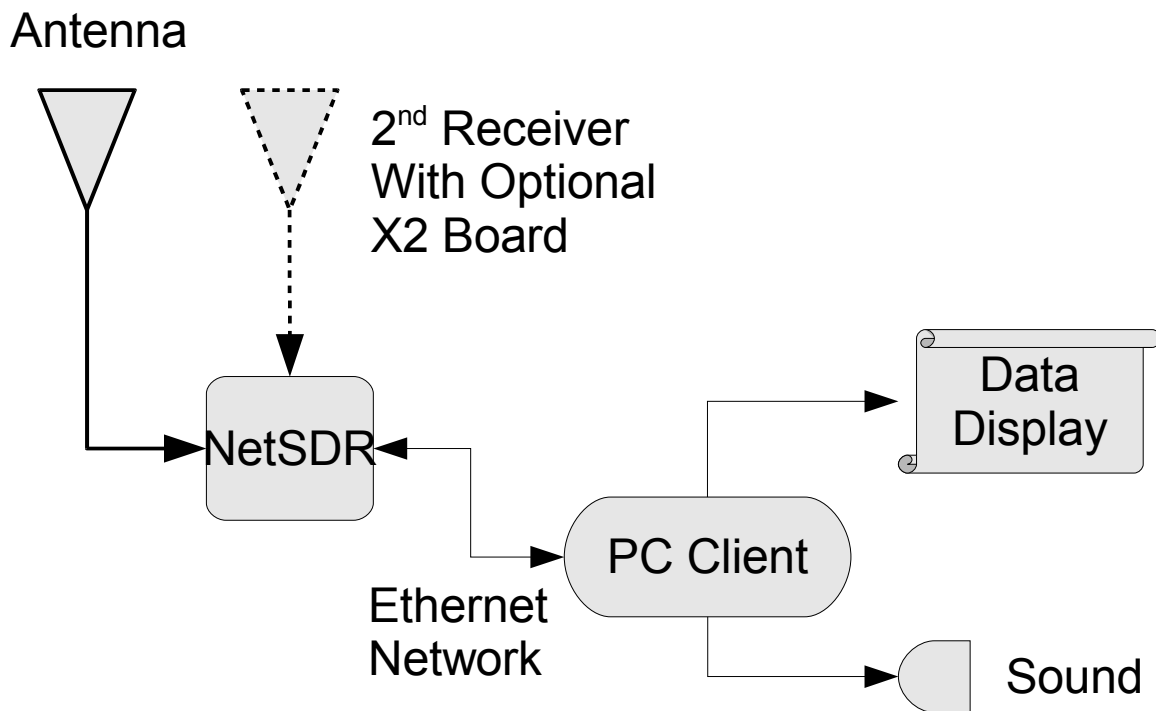 Antenna
2nd Receiver
With Optional
X2 Board
NetSDR
Data
Display
PC Client
Ethernet
Network
Sound